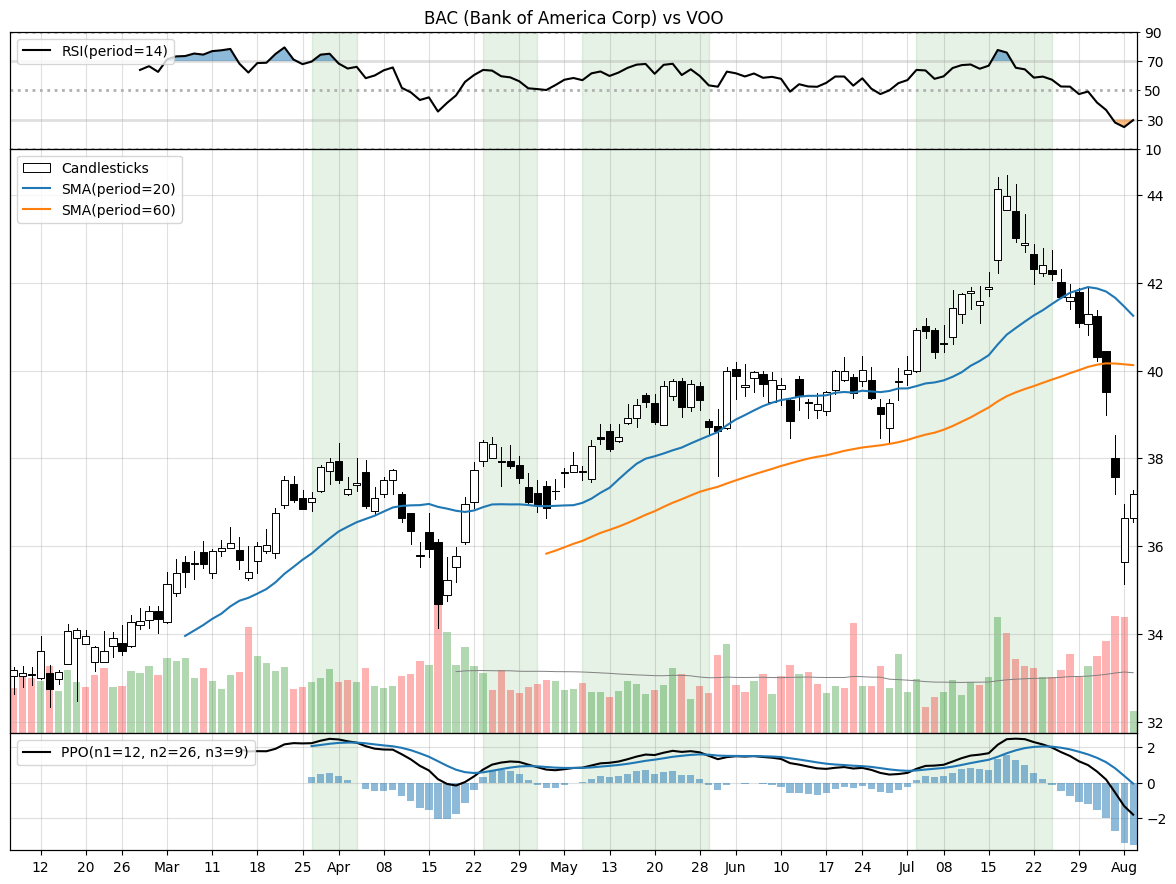 BAC (Bank of America Corp) vs VOO
RSI(period=14)
90
70
50
30
10
Candlesticks
SMA(period=20)
SMA(period=60)
44
42
40
38
36
34
32
PPO(n1=12, n2=26, n3=9)
2
0
−2
12 20 26 Mar 11 18 25 Apr 08 15 22 29 May 13 20 28 Jun 10 17 24 Jul 08 15 22 29 Aug